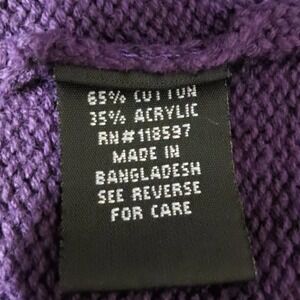 65% COTTON
35% ACRYLIC
RN#118597
MADE IN
BANGLADESH
SEE REVERSE
FOR CARE